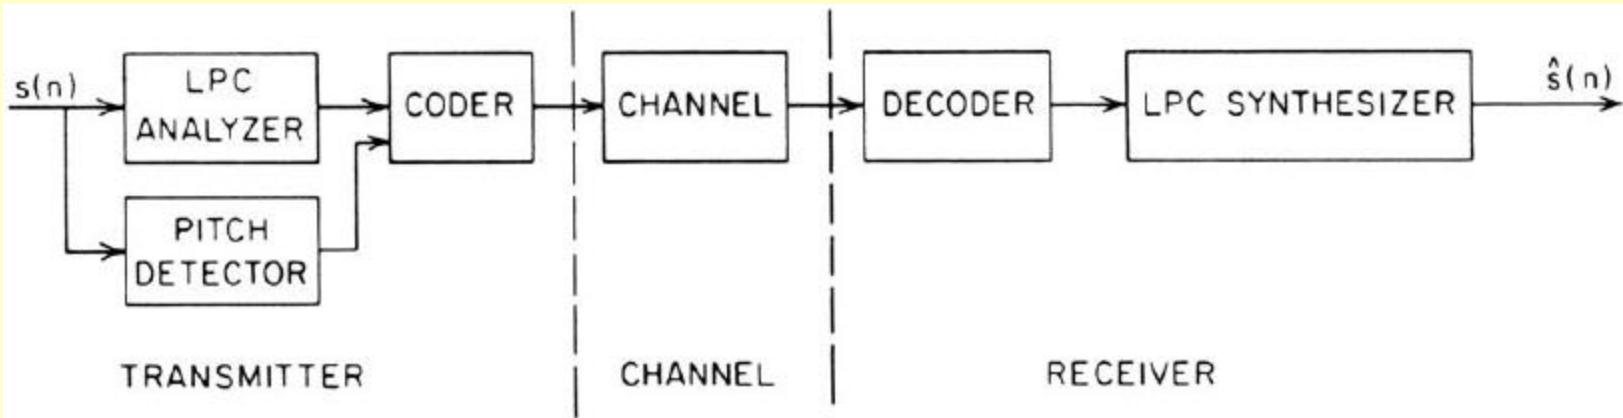 s(n)
LPC
ANALYZER
CODER
CHANNEL
DECODER
LPC SYNTHESIZER
ŝ(n)
PITCH
DETECTOR
TRANSMITTER
CHANNEL
RECEIVER